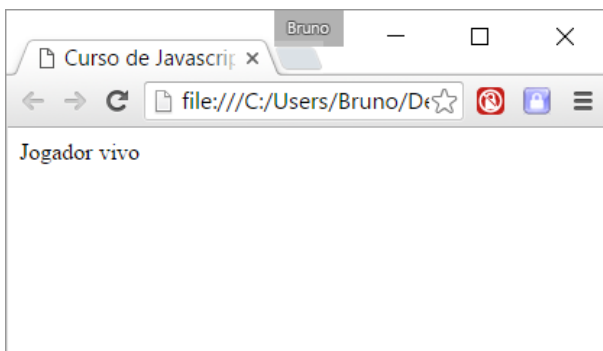 Bruno
Curso de Javascrip
file:///C:/Users/Bruno/De
Jogador vivo